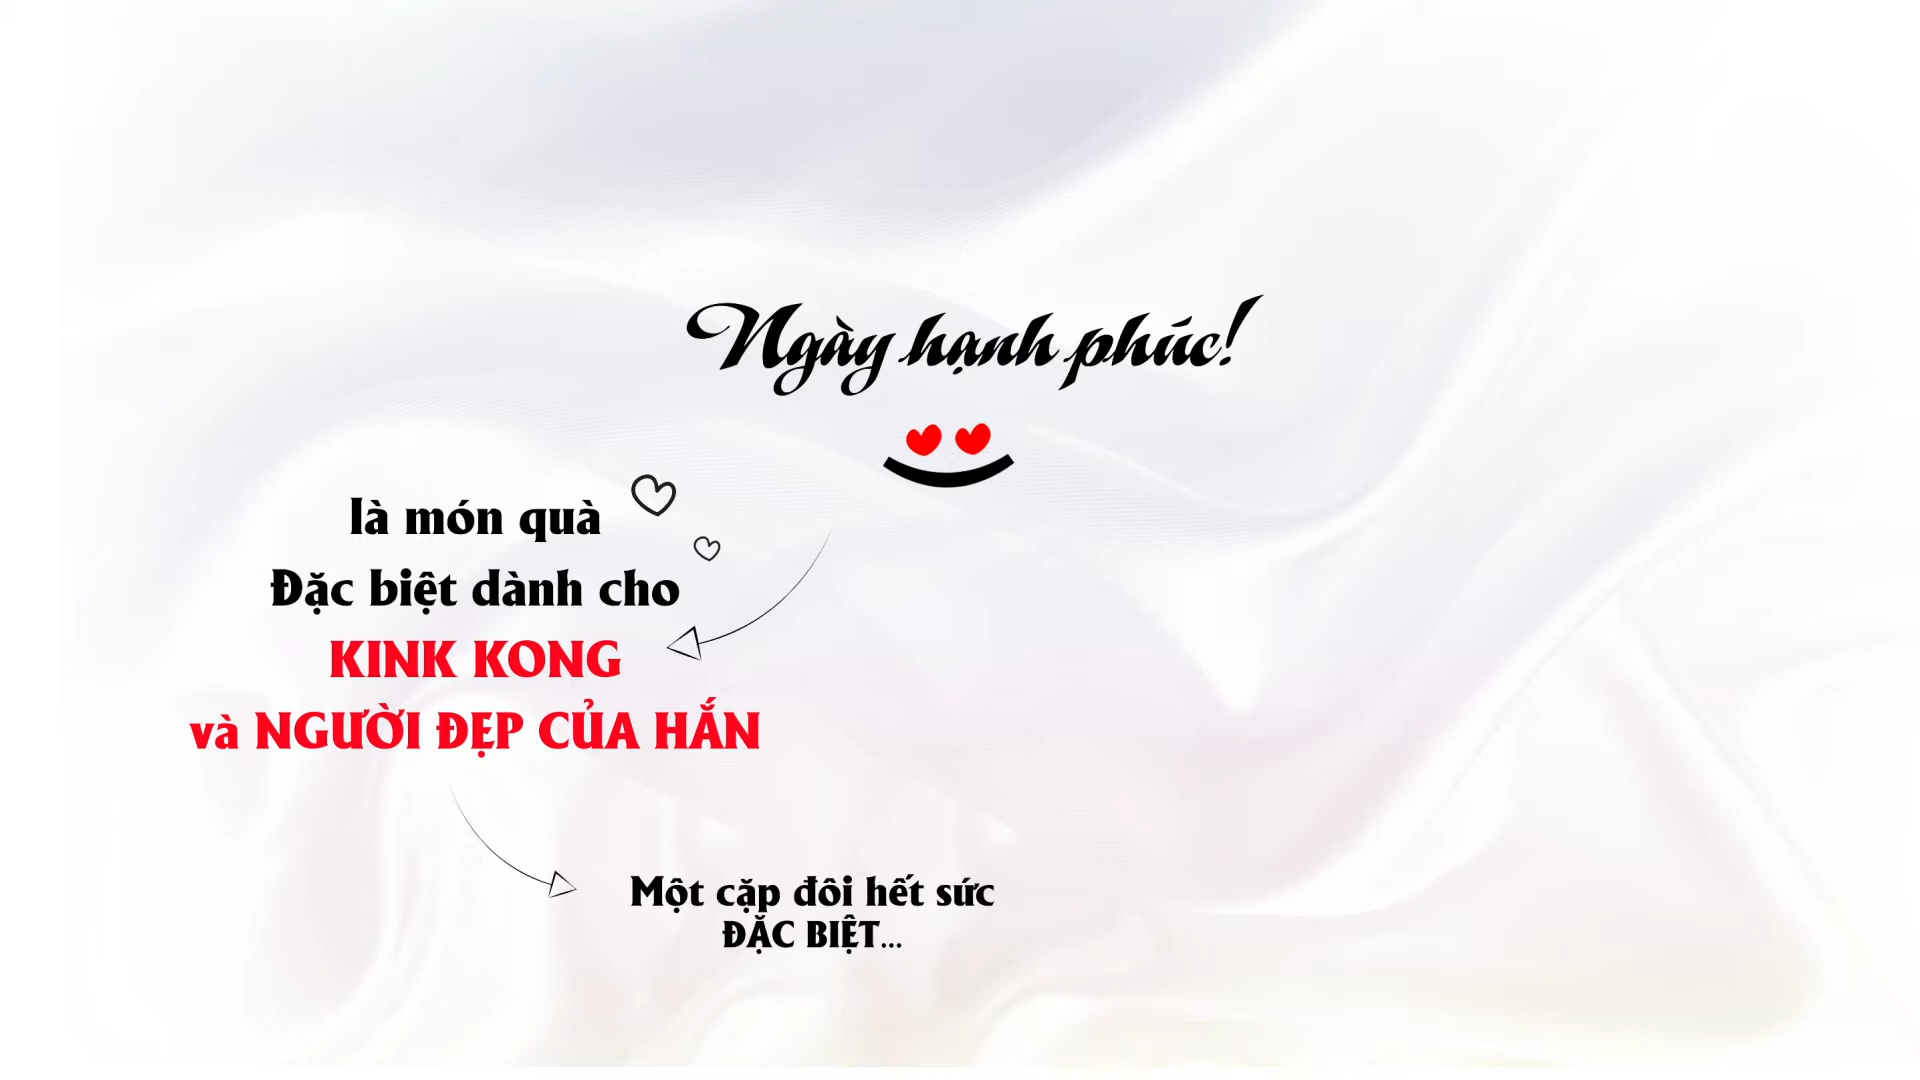 Ngày hạnh phúc!
là món quà
Đặc biệt dành cho
KINK KONG
và NGƯỜI ĐẸP CỦA HẮN
Một cặp đôi hết sức
ĐẶC BIỆT...